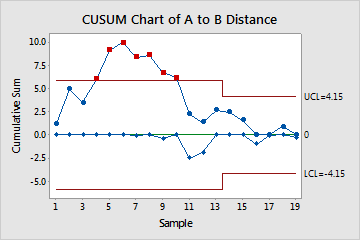 CUSUM Chart of A to B Distance
10.0
7.5
5.0
2.5
0.0
-2.5
-5.0
Cumulative Sum
UCL=4.15
0
LCL=-4.15
1 3 5 7 9 11 13 15 17 19
Sample